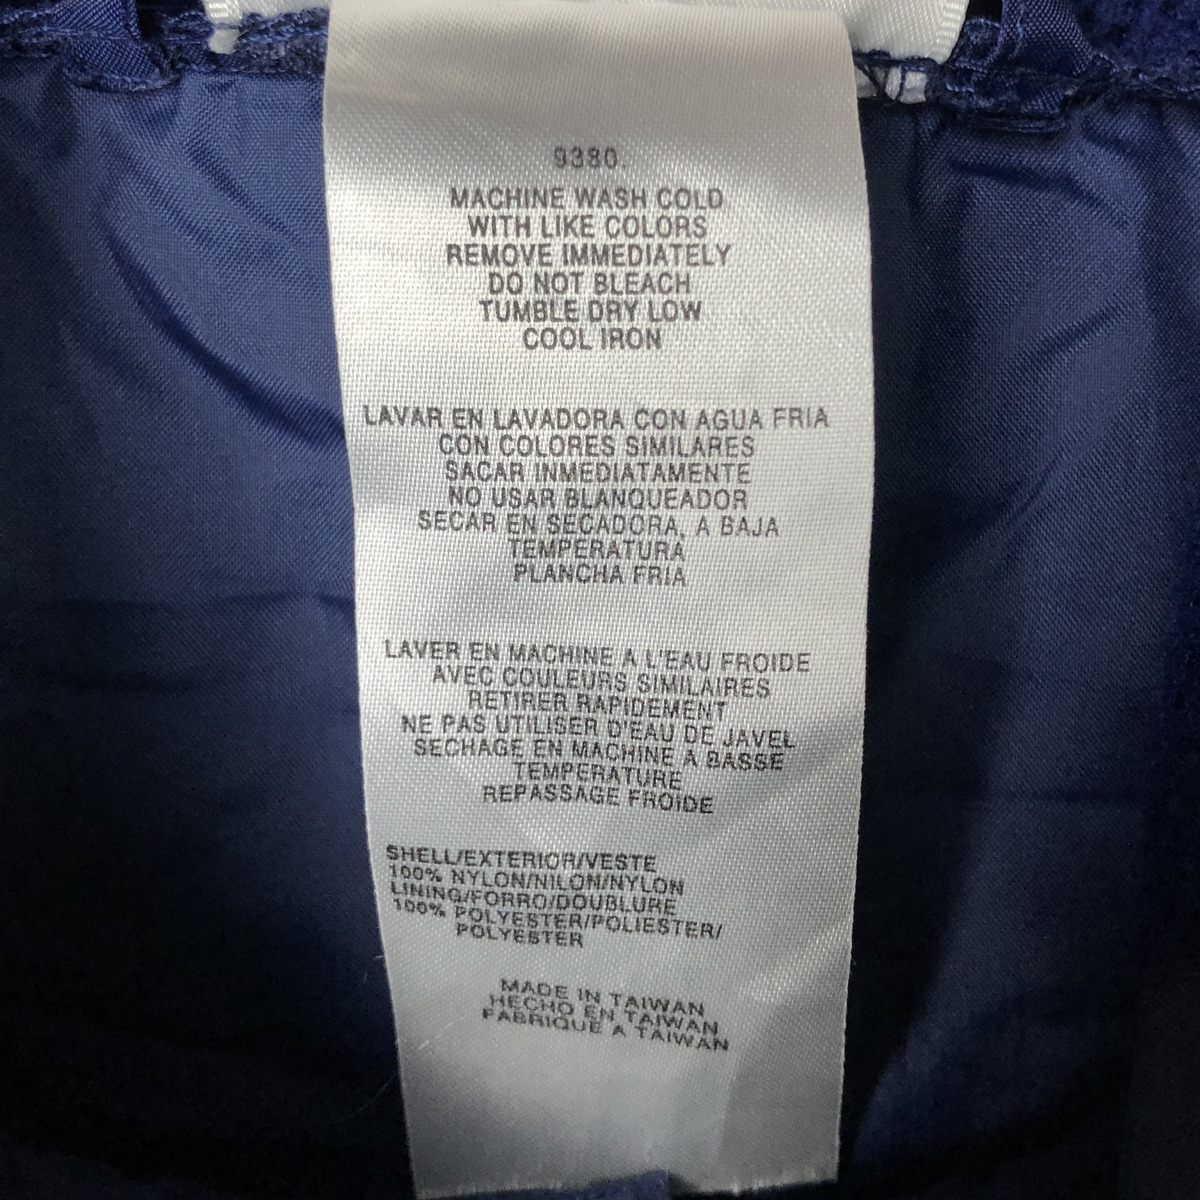 9380.
MACHINE WASH COLD
WITH LIKE COLORS
REMOVE IMMEDIATELY
DO NOT BLEACH
TUMBLE DRY LOW
COOL IRON
LAVAR EN LAVADORA CON AGUA FRIA
CON COLORES SIMILARES
SACAR INMEDIATAMENTE
NO USAR BLANQUEADOR
SECAR EN SECADORA, A BAJA
TEMPERATURA
PLANCHA FRIA
LAVER EN MACHINE A L'EAU FROIDE
AVEC COULEURS SIMILAIRES
RETIRER RAPIDEMENT
NE PAS UTILISER D'EAU DE JAVEL
SECHAGE EN MACHINE A BASSE
TEMPERATURE
REPASSAGE FROIDE
SHELL/EXTERIOR/VESTE
100% NYLON/NILON/NYLON
LINING/FORRO/DOUBLURE
100% POLYESTER/POLIESTER/
POLYESTER
MADE IN TAIWAN
HECHO EN TAIWAN
FABRIQUE A TAIWAN